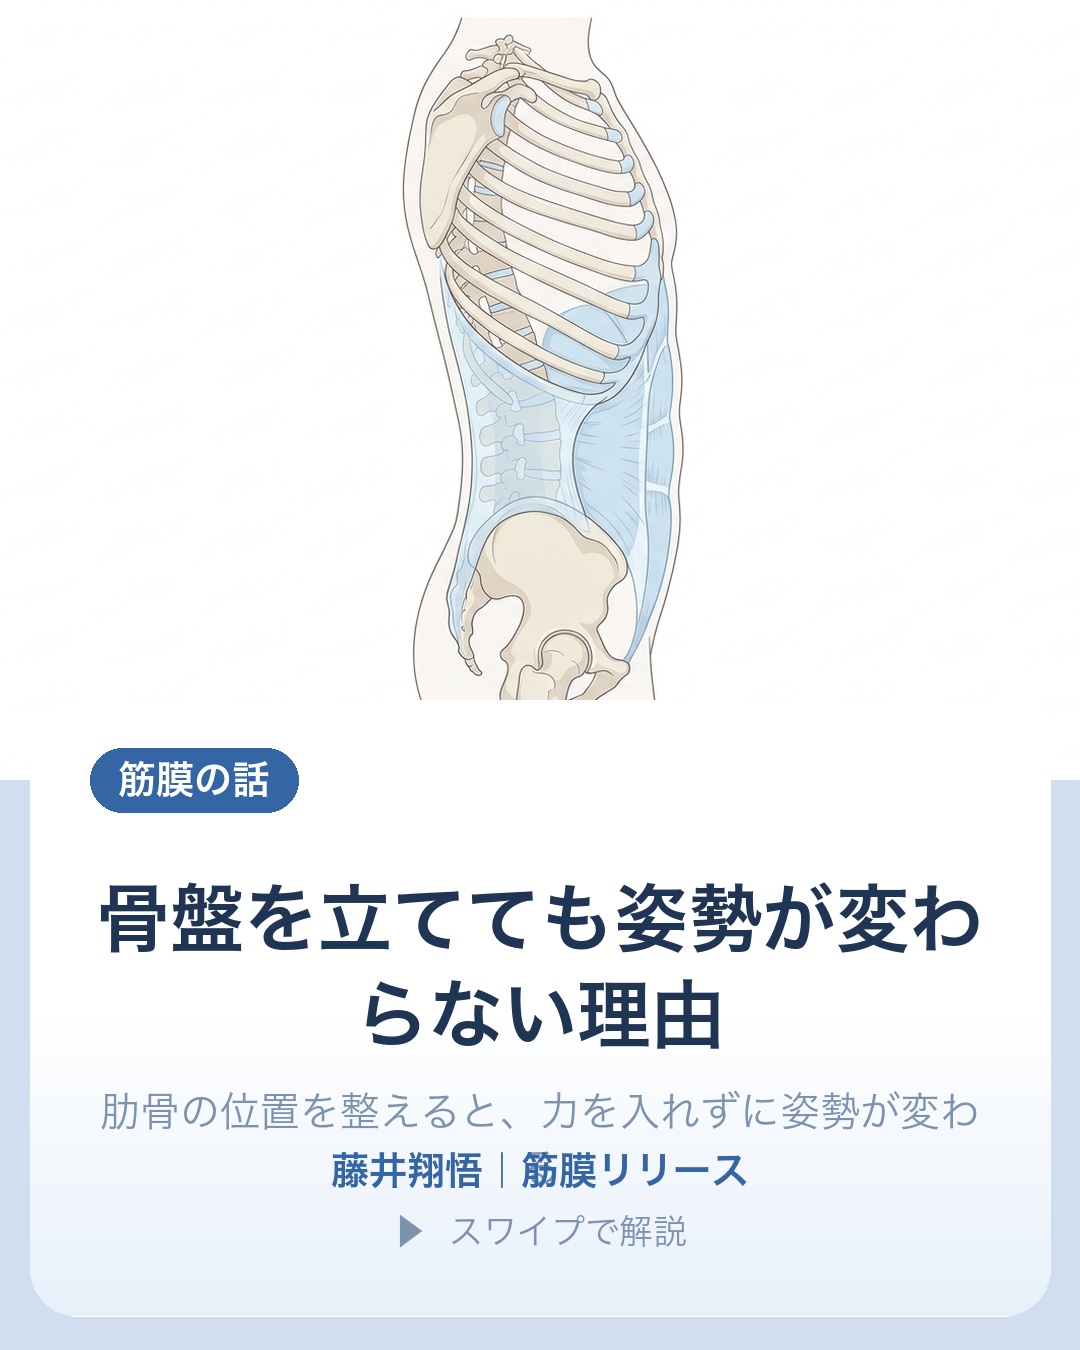 筋膜の話
骨盤を立てても姿勢が変わ
らない理由
肋骨の位置を整えると、力を入れずに姿勢が変わ
藤井翔悟｜筋膜リリース
▶ スワイプで解説